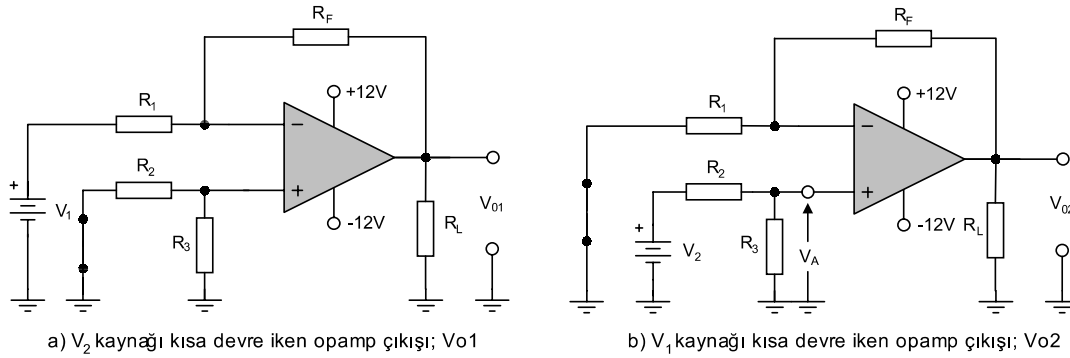 R_F
R_F
+12V
+12V
R_1
R_1
R_2
R_2
-12V
-12V
V_1
R_3
R_L
V_01
V_2
R_3
V_A
R_L
V_02
a) V_2 kaynağı kısa devre iken opamp çıkışı; Vo1
b) V_1 kaynağı kısa devre iken opamp çıkışı; Vo2